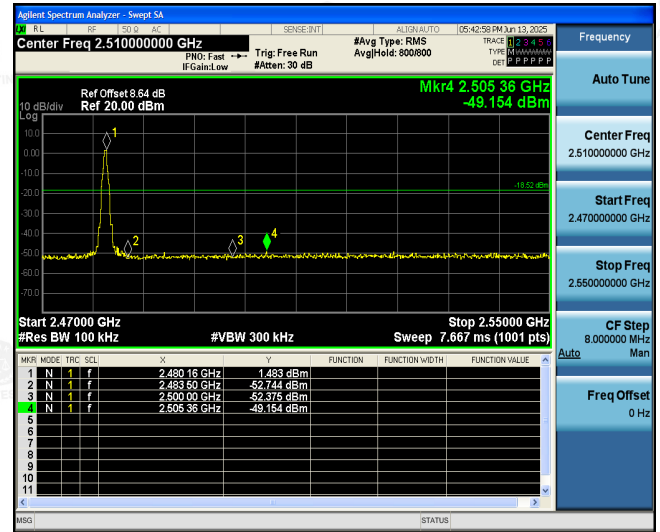 Agilent Spectrum Analyzer - Swept SA
RL RF 50 Ω AC SENSE:INT ALIGN AUTO 05:42:58 PM Jun 13, 2025
Center Freq 2.510000000 GHz
PNO: Fast
IFGain:Low
Trig: Free Run
#Atten: 30 dB
#Avg Type: RMS
Avg|Hold: 800/800
TRACE 1 2 3 4 5 6
TYPE M
DET P P P P P P
Ref Offset 8.64 dB
Ref 20.00 dBm
10 dB/div
Log
Mkr4 2.505 36 GHz
-49.154 dBm
10.0
0.00
-10.0
-20.0
-30.0
-40.0
-50.0
-60.0
-70.0
1
2
3
4
-18.52 dBm
Start 2.47000 GHz
Stop 2.55000 GHz
#Res BW 100 kHz
#VBW 300 kHz
Sweep 7.667 ms (1001 pts)
MKR MODE TRC SCL X Y FUNCTION FUNCTION WIDTH FUNCTION VALUE
1 N 1 f 2.480 16 GHz 1.483 dBm
2 N 1 f 2.483 50 GHz -52.744 dBm
3 N 1 f 2.500 00 GHz -52.375 dBm
4 N 1 f 2.505 36 GHz -49.154 dBm
5
6
7
8
9
10
11
MSG
STATUS
Frequency
Auto Tune
Center Freq
2.510000000 GHz
Start Freq
2.470000000 GHz
Stop Freq
2.550000000 GHz
CF Step
8.000000 MHz
Auto Man
Freq Offset
0 Hz